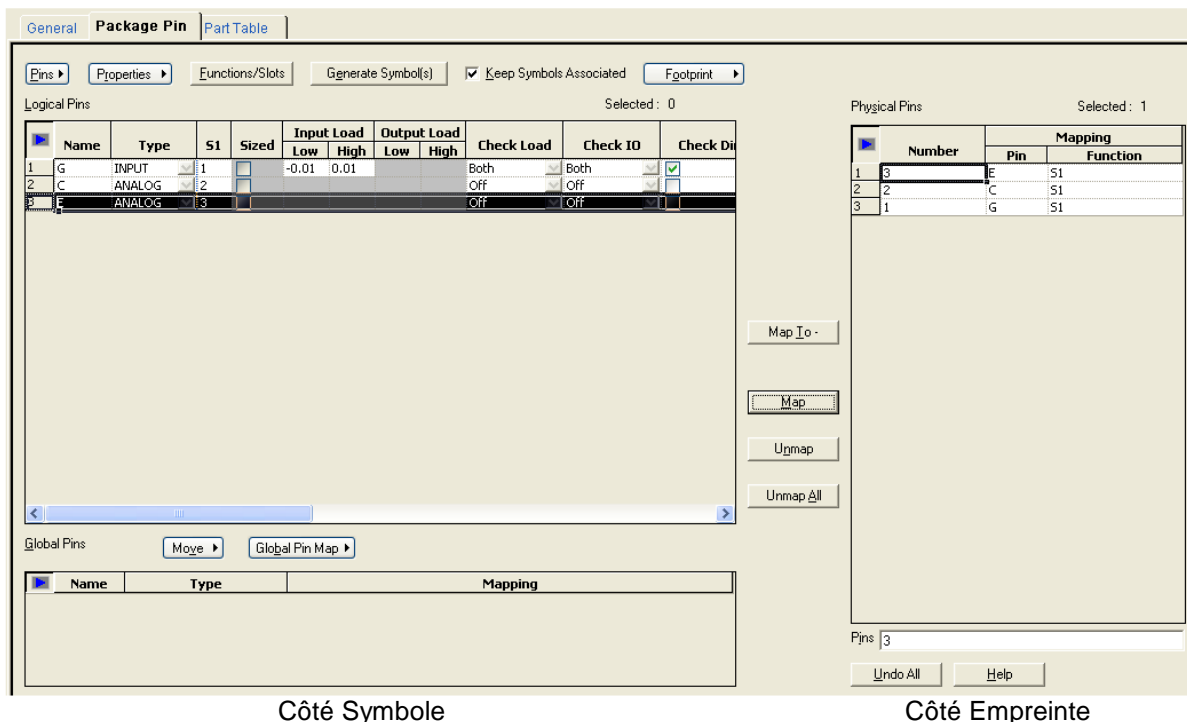 General Package Pin Part Table
Pins Properties Functions/Slots Generate Symbol(s) Keep Symbols Associated Footprint
Logical Pins Selected : 0
Name Type S1 Sized Input Load Output Load Check Load Check IO Check Di
Low High Low High
1 G INPUT 1 -0.01 0.01 Both Both
2 C ANALOG 2 Off Off
3 E ANALOG 3 Off Off
Physical Pins Selected : 1
Number Mapping
Pin Function
1 3 E S1
2 2 C S1
3 1 G S1
Map To -
Map
Unmap
Unmap All
Global Pins Move Global Pin Map
Name Type Mapping
Pins 3
Undo All Help
Côté Symbole Côté Empreinte